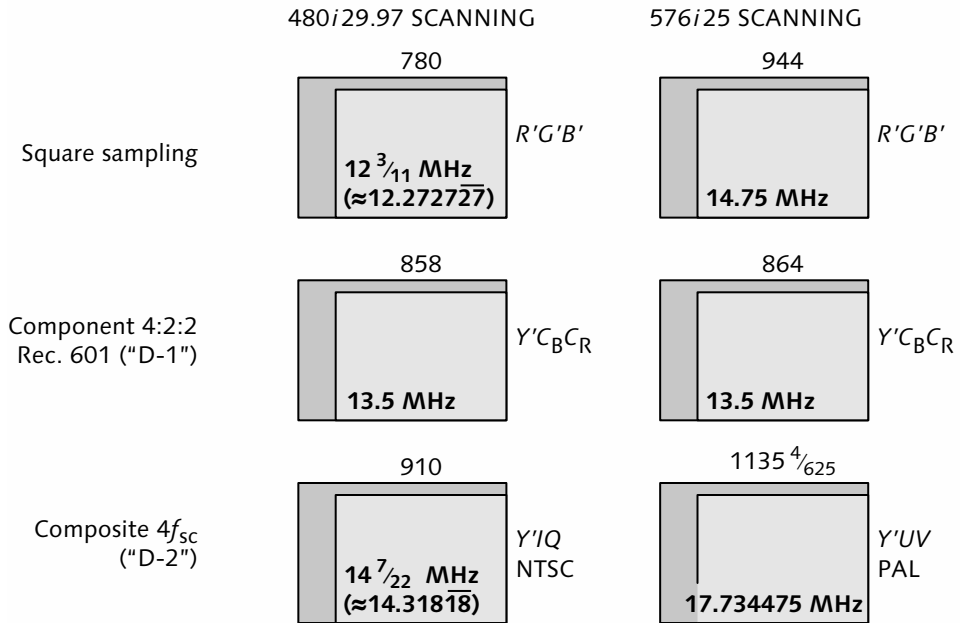 480i29.97 SCANNING 576i25 SCANNING
780 944
Square sampling
12 3⁄11 MHz
(≈12.272727̅)
R'G'B'
14.75 MHz
R'G'B'
858 864
Component 4:2:2
Rec. 601 (“D-1”)
13.5 MHz
Y'CBCR
13.5 MHz
Y'CBCR
910 1135 4⁄625
Composite 4fsc
(“D-2”)
14 7⁄22 MHz
(≈14.3181̅8̅)
Y'IQ
NTSC
17.734475 MHz
Y'UV
PAL